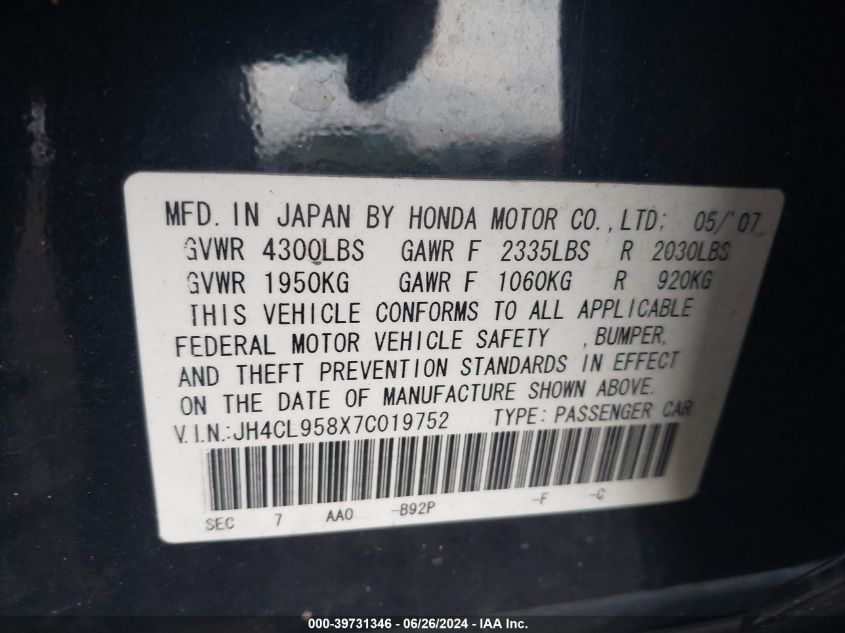 MFD. IN JAPAN BY HONDA MOTOR CO., LTD; 05/'07
GVWR 4300LBS GAWR F 2335LBS R 2030LBS
GVWR 1950KG GAWR F 1060KG R 920KG
THIS VEHICLE CONFORMS TO ALL APPLICABLE
FEDERAL MOTOR VEHICLE SAFETY , BUMPER,
AND THEFT PREVENTION STANDARDS IN EFFECT
ON THE DATE OF MANUFACTURE SHOWN ABOVE.
V.I.N.: JH4CL958X7C019752 TYPE: PASSENGER CAR
SEC 7 AAO -B92P -F -C
000-39731346 - 06/26/2024 - IAA Inc.